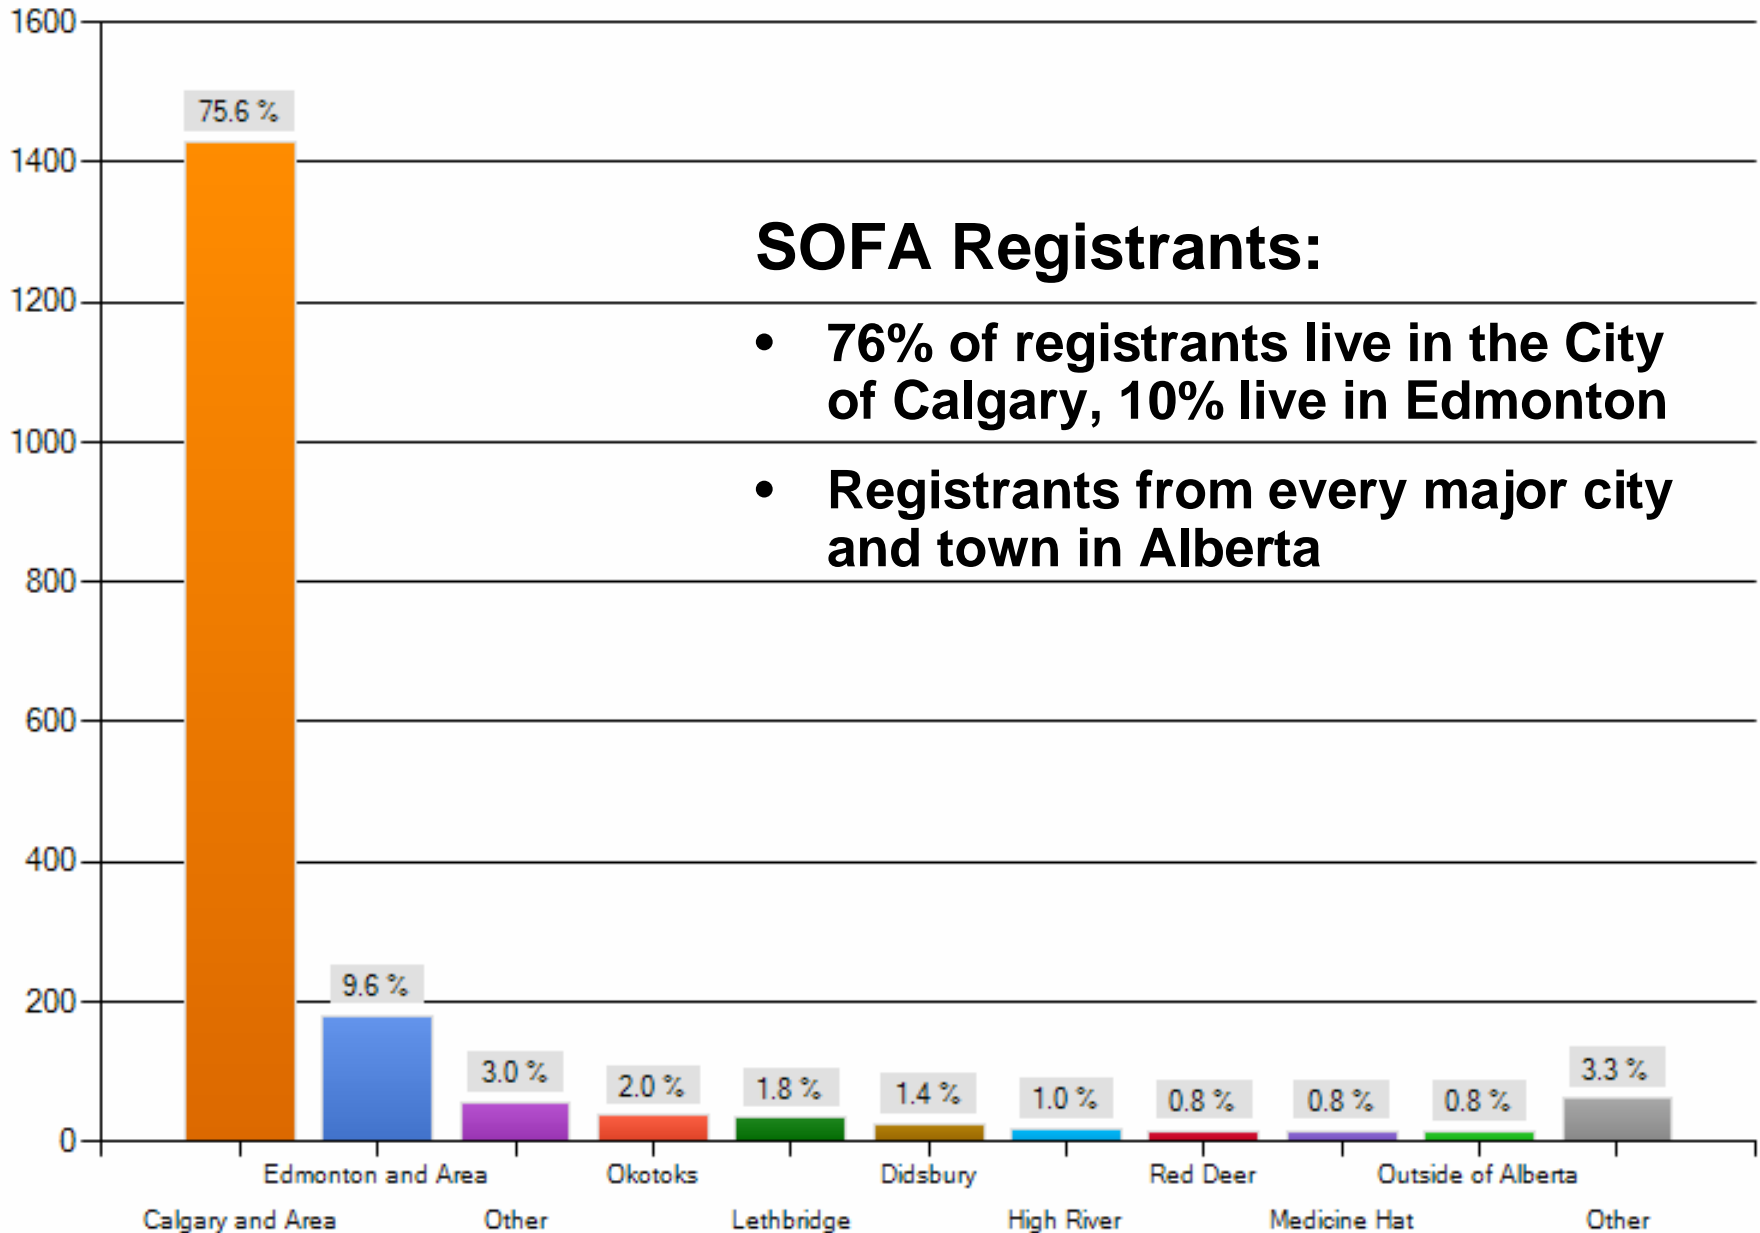 1600
75.6 %
1400
SOFA Registrants:
1200
• 76% of registrants live in the City
of Calgary, 10% live in Edmonton
1000
• Registrants from every major city
and town in Alberta
800
600
400
9.6 %
200
3.0 %
2.0 %
1.8 %
1.4 %
1.0 %
0.8 %
0.8 %
0.8 %
3.3 %
0
Edmonton and Area
Okotoks
Didsbury
Red Deer
Outside of Alberta
Calgary and Area
Other
Lethbridge
High River
Medicine Hat
Other